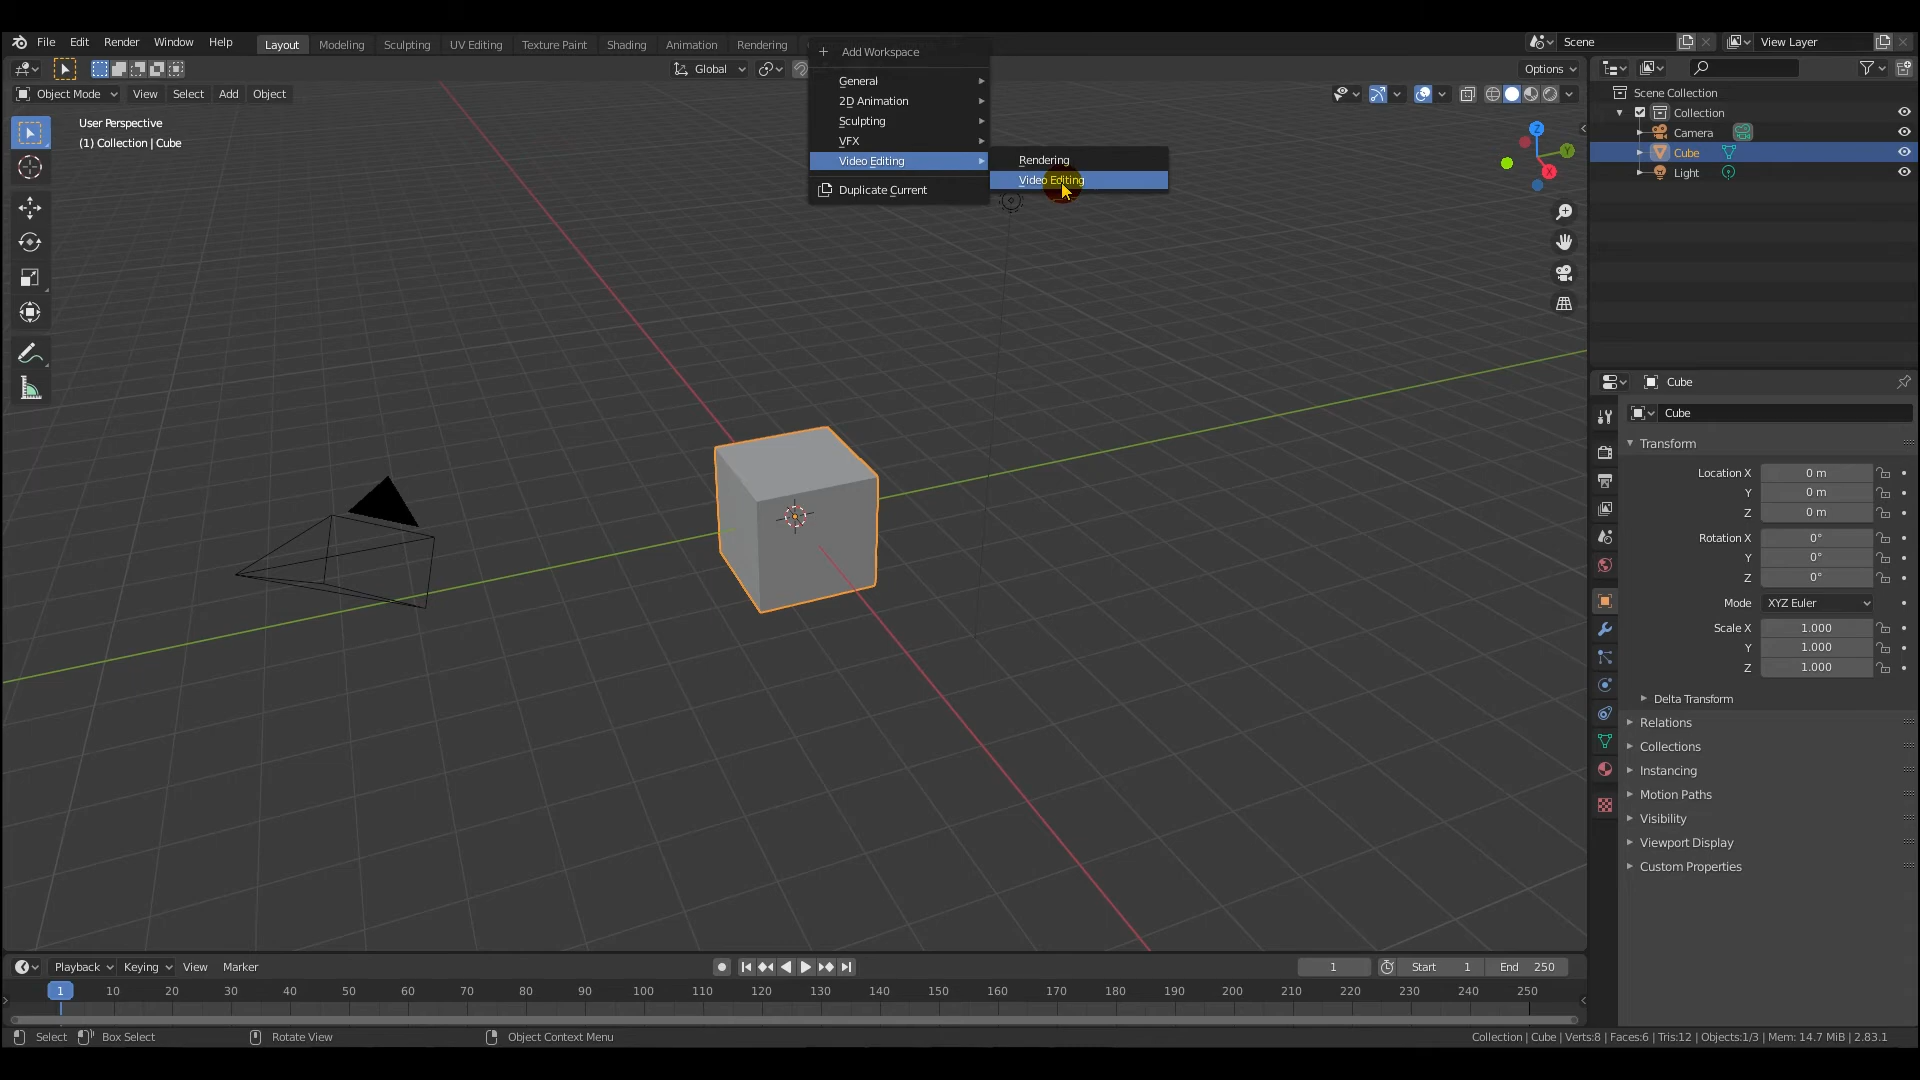 File Edit Render Window Help Layout Modeling Sculpting UV Editing Texture Paint Shading Animation Rendering Scene View Layer
Global Options
Object Mode View Select Add Object
User Perspective
(1) Collection | Cube
Add Workspace
General
2D Animation
Sculpting
VFX
Video Editing
Duplicate Current
Rendering
Video Editing
Z
Y
X
Scene Collection
Collection
Camera
Cube
Light
Cube
Cube
Transform
Location X 0 m
Y 0 m
Z 0 m
Rotation X 0°
Y 0°
Z 0°
Mode XYZ Euler
Scale X 1.000
Y 1.000
Z 1.000
Delta Transform
Relations
Collections
Instancing
Motion Paths
Visibility
Viewport Display
Custom Properties
Playback Keying View Marker 1 Start 1 End 250
1 10 20 30 40 50 60 70 80 90 100 110 120 130 140 150 160 170 180 190 200 210 220 230 240 250
Select Box Select Rotate View Object Context Menu Collection | Cube | Verts:8 | Faces:6 | Tris:12 | Objects:1/3 | Mem: 14.7 MiB | 2.83.1